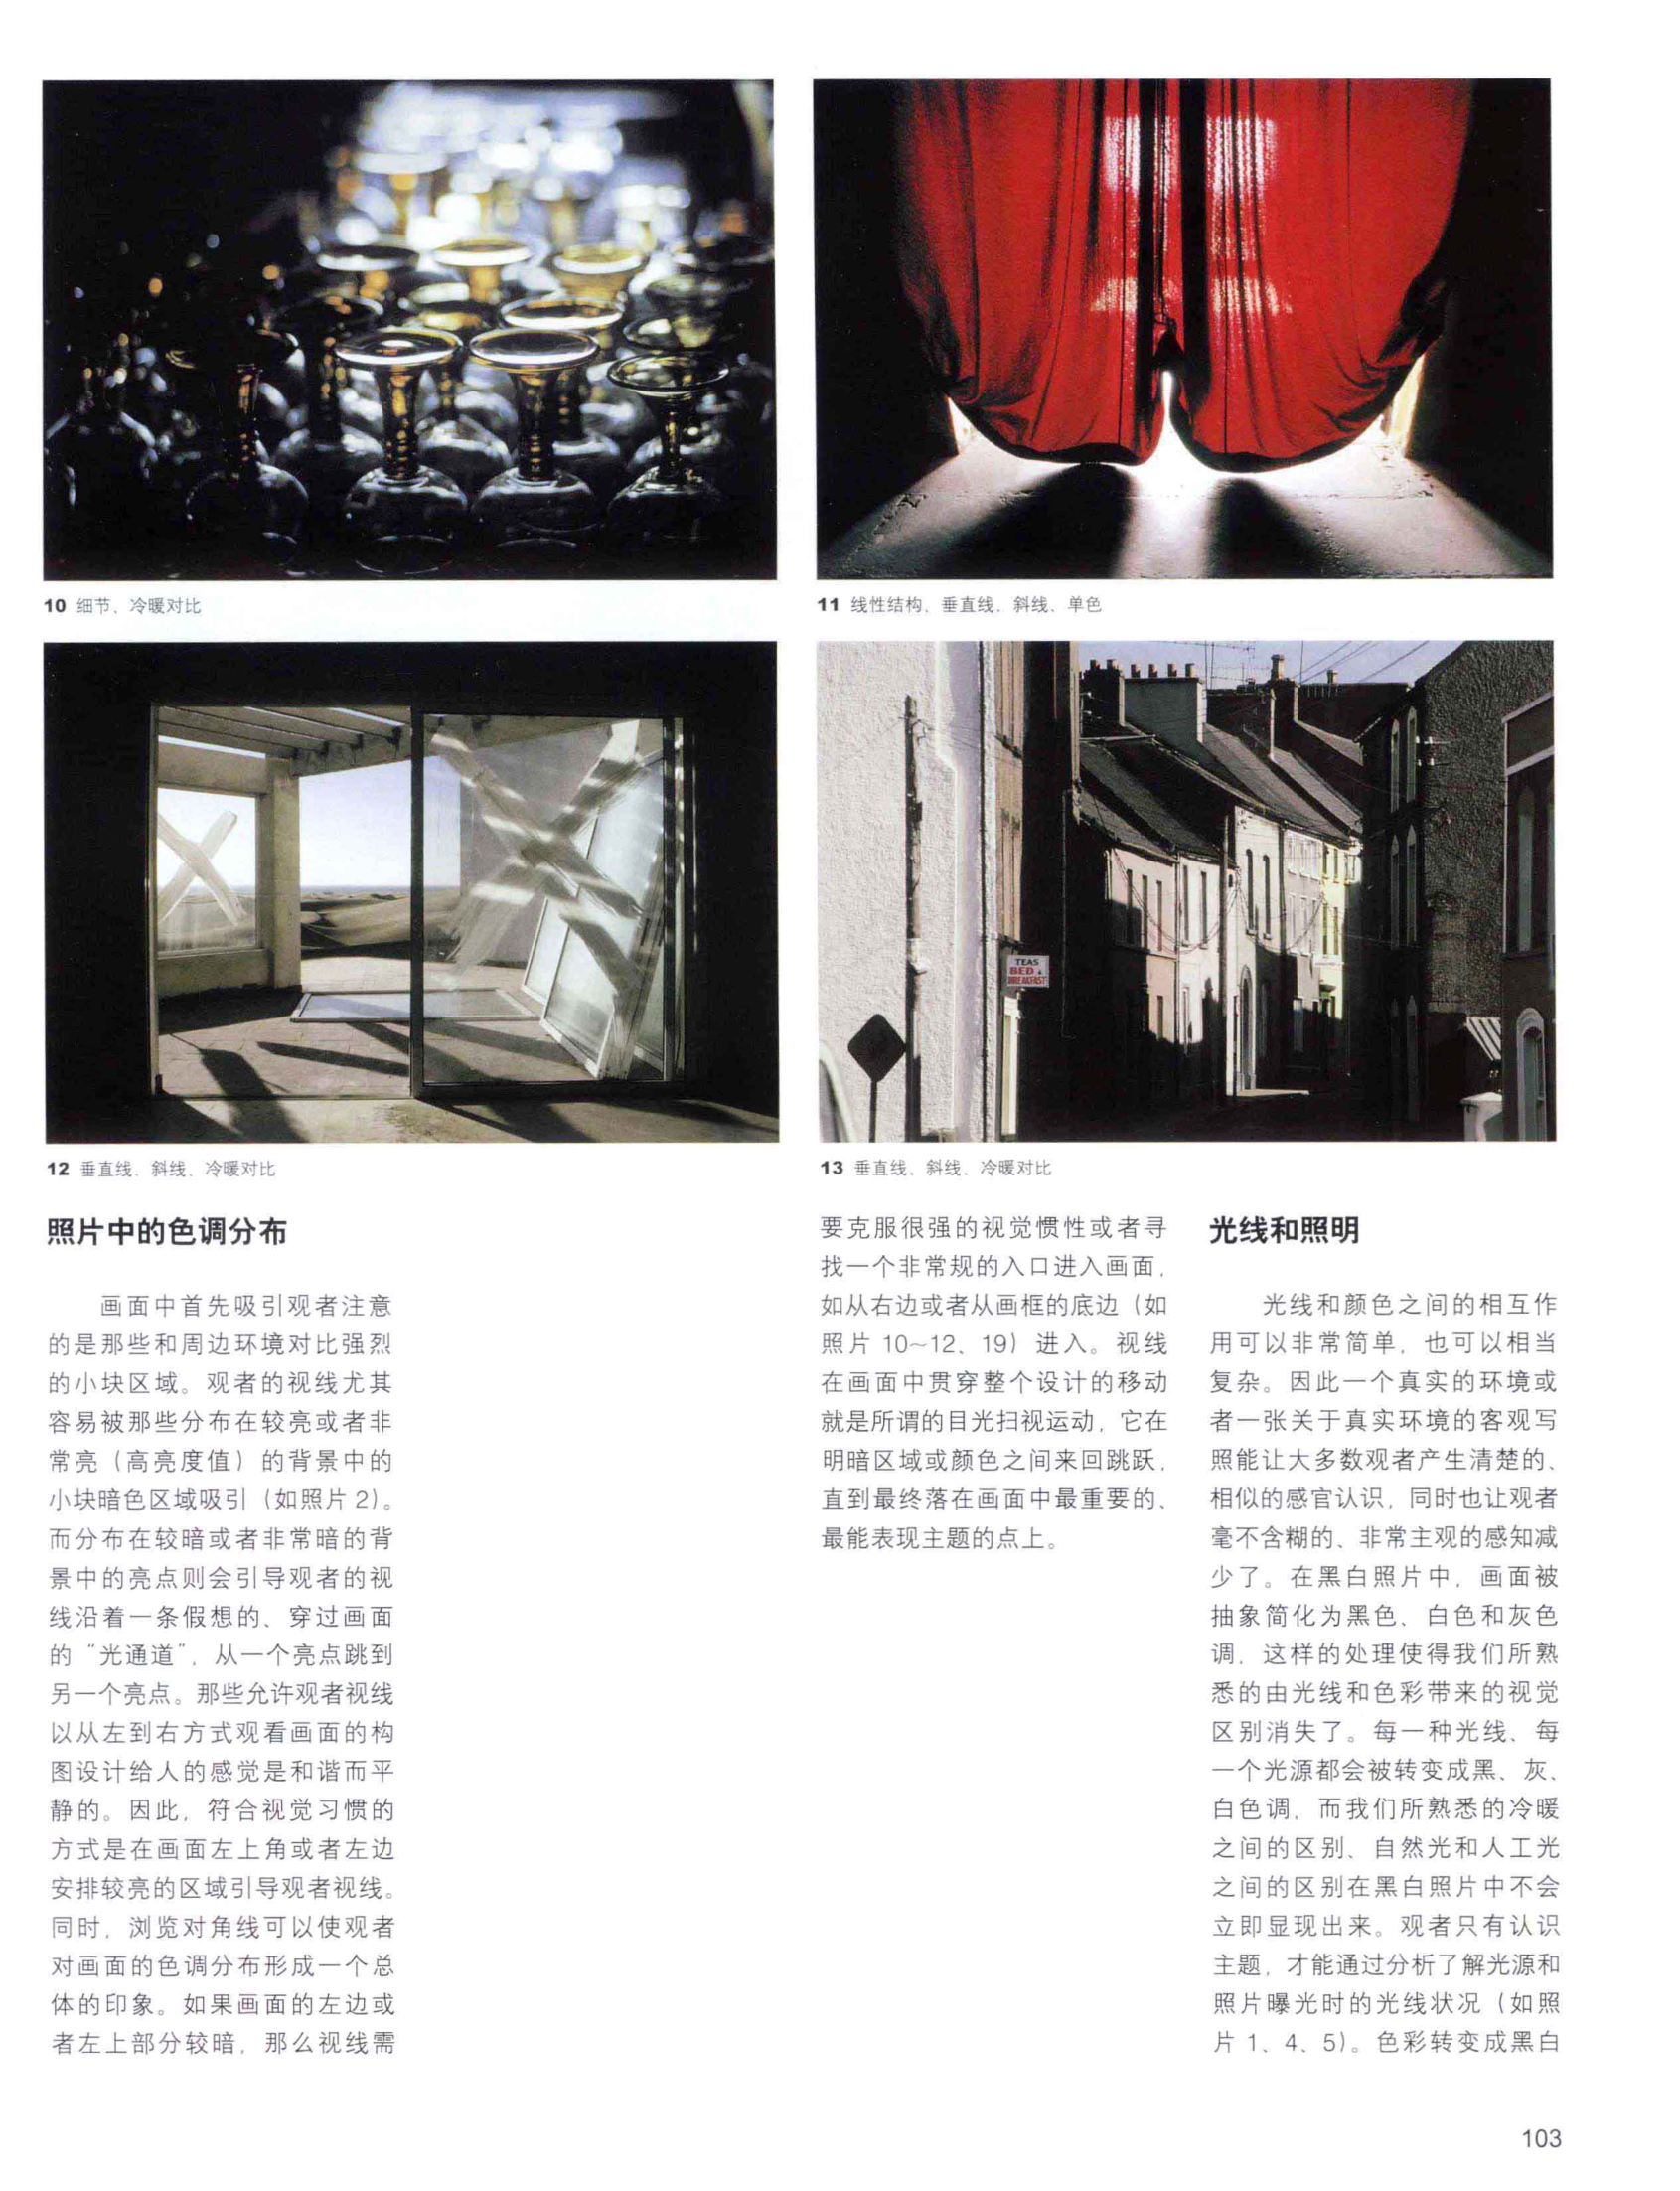 10 细节、冷暖对比
11 线性结构、垂直线、斜线、单色
TEAS
BED &
BREAKFAST
12 垂直线、斜线、冷暖对比
13 垂直线、斜线、冷暖对比
照片中的色调分布
画面中首先吸引观者注意
的是那些和周边环境对比强烈
的小块区域。观者的视线尤其
容易被那些分布在较亮或者非
常亮（高亮度值）的背景中的
小块暗色区域吸引（如照片 2）。
而分布在较暗或者非常暗的背
景中的亮点则会引导观者的视
线沿着一条假想的、穿过画面
的“光通道”，从一个亮点跳到
另一个亮点。那些允许观者视线
以从左到右方式观看画面的构
图设计给人的感觉是和谐而平
静的。因此，符合视觉习惯的
方式是在画面左上角或者左边
安排较亮的区域引导观者视线。
同时，浏览对角线可以使观者
对画面的色调分布形成一个总
体的印象。如果画面的左边或
者左上部分较暗，那么视线需
要克服很强的视觉惯性或者寻
找一个非常规的入口进入画面，
如从右边或者从画框的底边（如
照片 10~12、19）进入。视线
在画面中贯穿整个设计的移动
就是所谓的目光扫视运动，它在
明暗区域或颜色之间来回跳跃，
直到最终落在画面中最重要的、
最能表现主题的点上。
光线和照明
光线和颜色之间的相互作
用可以非常简单，也可以相当
复杂。因此一个真实的环境或
者一张关于真实环境的客观写
照能让大多数观者产生清楚的、
相似的感官认识，同时也让观者
毫不含糊的、非常主观的感知减
少了。在黑白照片中，画面被
抽象简化为黑色、白色和灰色
调，这样的处理使得我们所熟
悉的由光线和色彩带来的视觉
区别消失了。每一种光线、每
一个光源都会被转变成黑、灰、
白色调，而我们所熟悉的冷暖
之间的区别、自然光和人工光
之间的区别在黑白照片中不会
立即显现出来。观者只有认识
主题，才能通过分析了解光源和
照片曝光时的光线状况（如照
片 1、4、5）。色彩转变成黑白
103